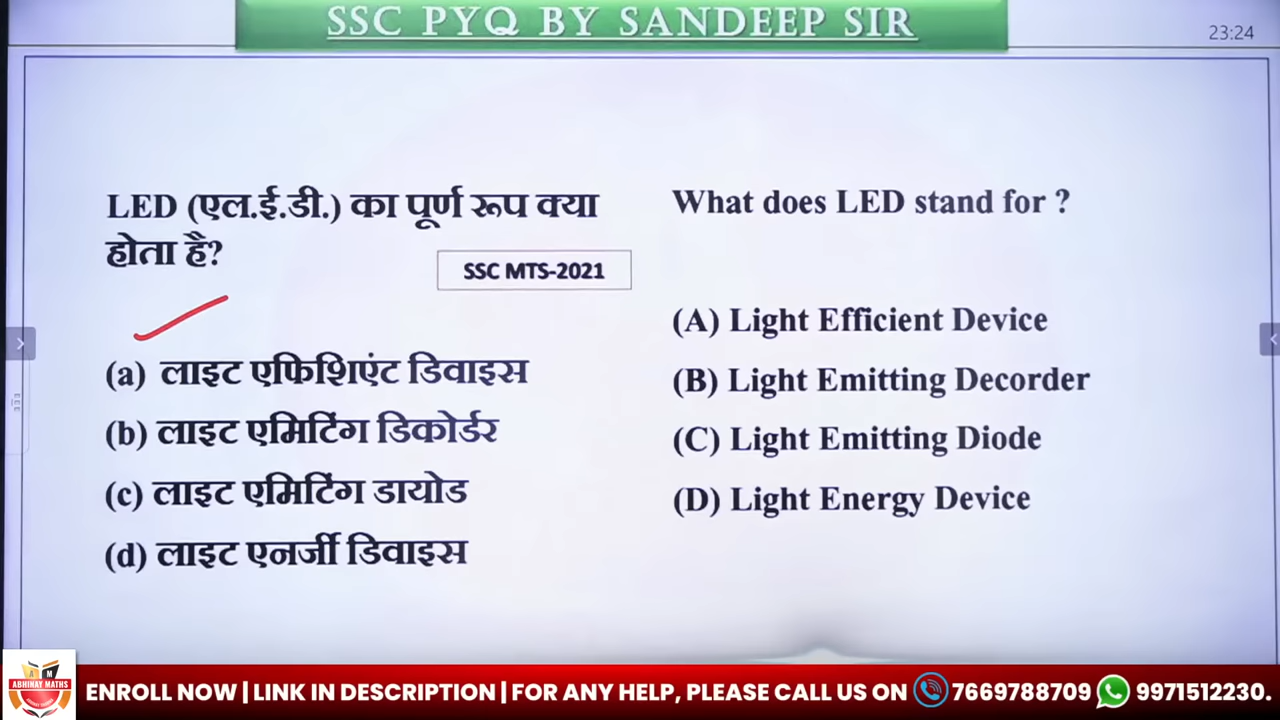 SSC PYQ BY SANDEEP SIR
23:24
LED (एल.ई.डी.) का पूर्ण रूप क्या
होता है?
SSC MTS-2021
(a) लाइट एफिशिएंट डिवाइस
(b) लाइट एमिटिंग डिकोर्डर
(c) लाइट एमिटिंग डायोड
(d) लाइट एनर्जी डिवाइस
What does LED stand for ?
(A) Light Efficient Device
(B) Light Emitting Decorder
(C) Light Emitting Diode
(D) Light Energy Device
A M
ABHINAY MATHS
ENROLL NOW | LINK IN DESCRIPTION | FOR ANY HELP, PLEASE CALL US ON 7669788709 9971512230.